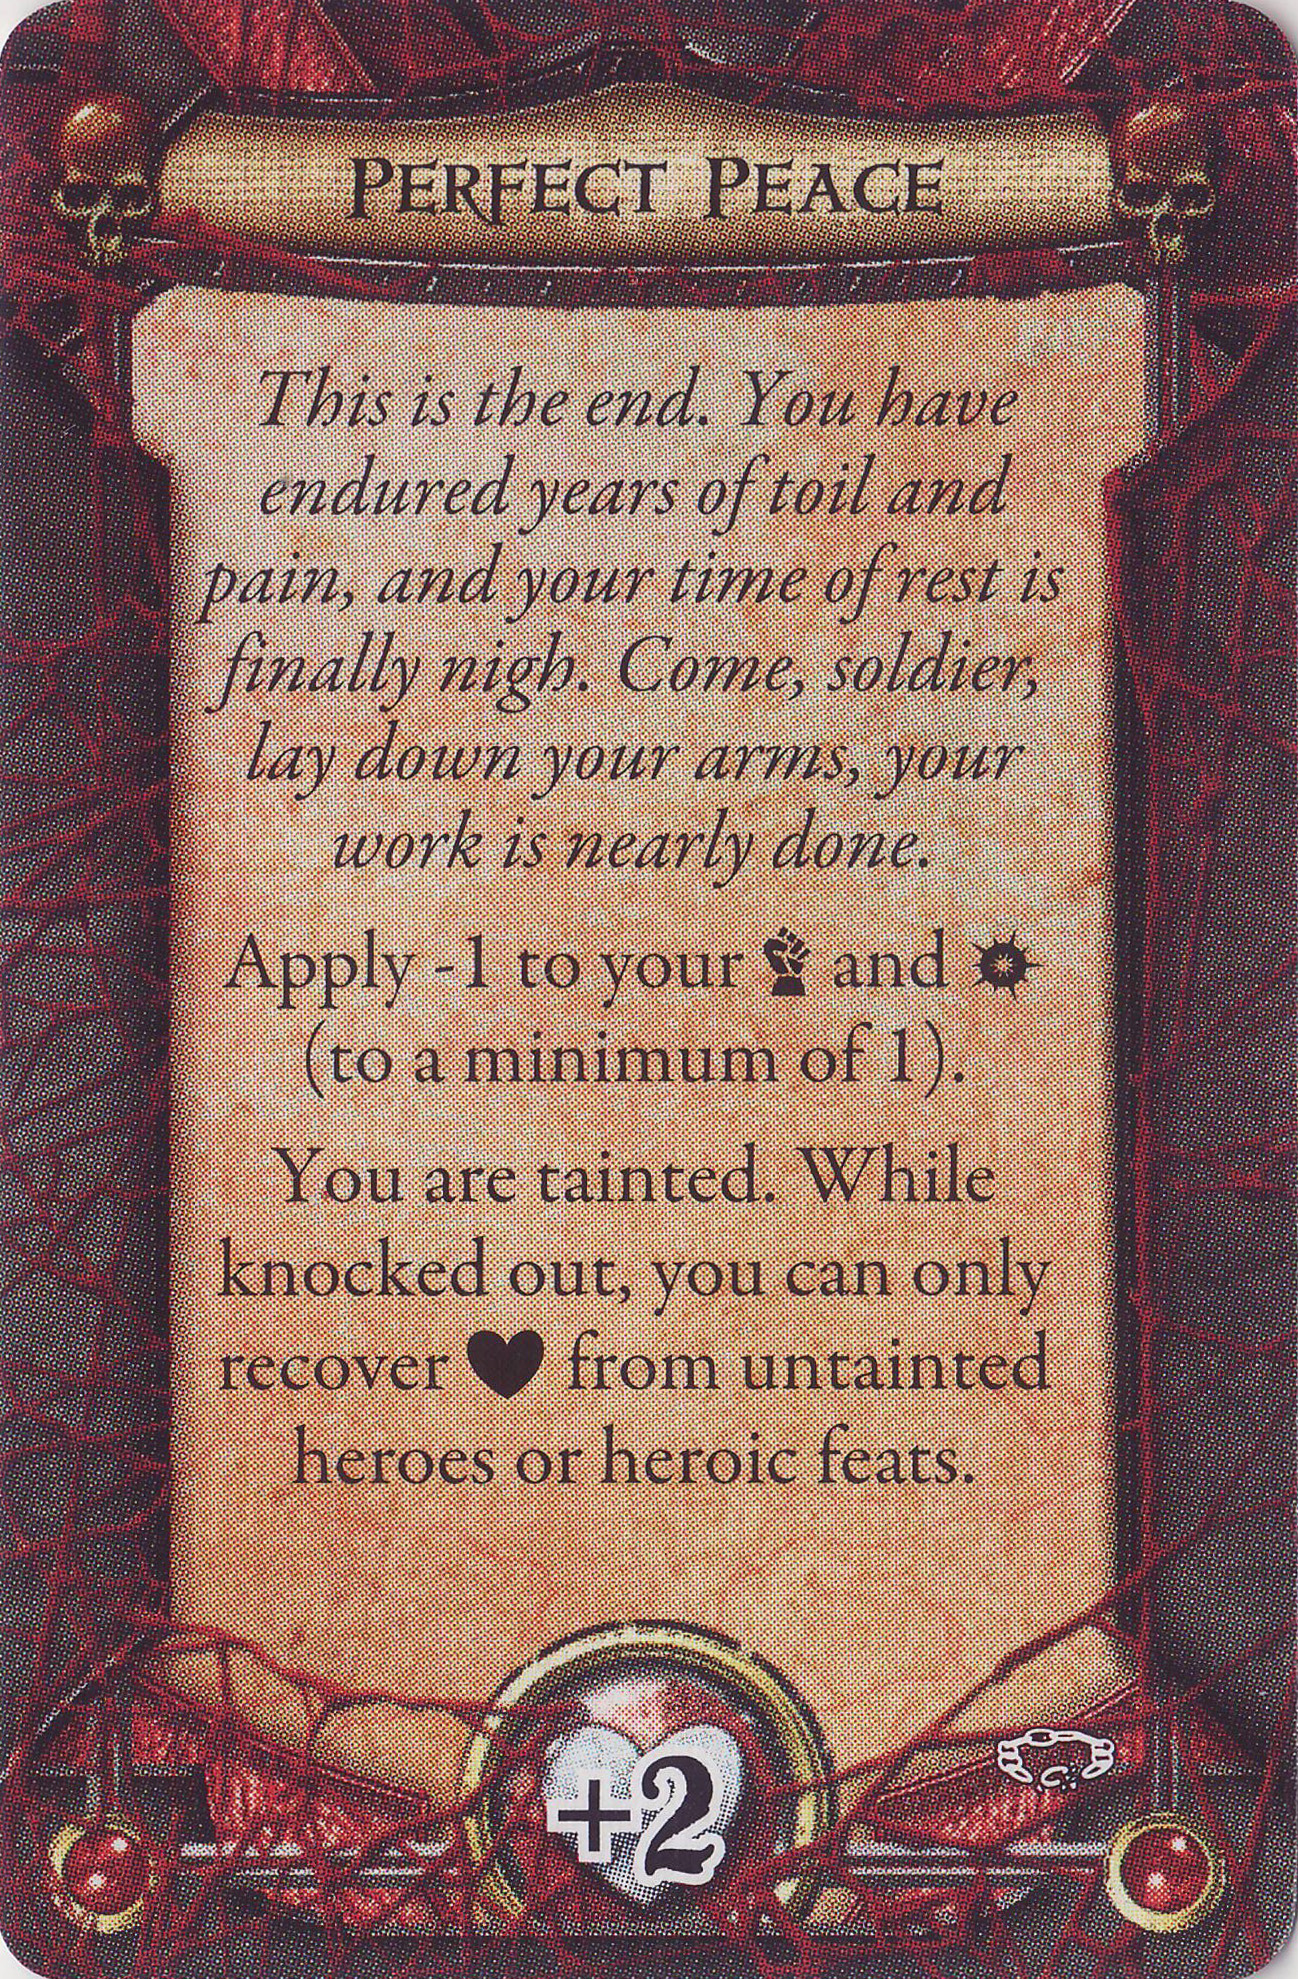 PERFECT PEACE
This is the end. You have
endured years of toil and
pain, and your time of rest is
finally nigh. Come, soldier,
lay down your arms, your
work is nearly done.
Apply -1 to your and
(to a minimum of 1).
You are tainted. While
knocked out, you can only
recover from untainted
heroes or heroic feats.
+2